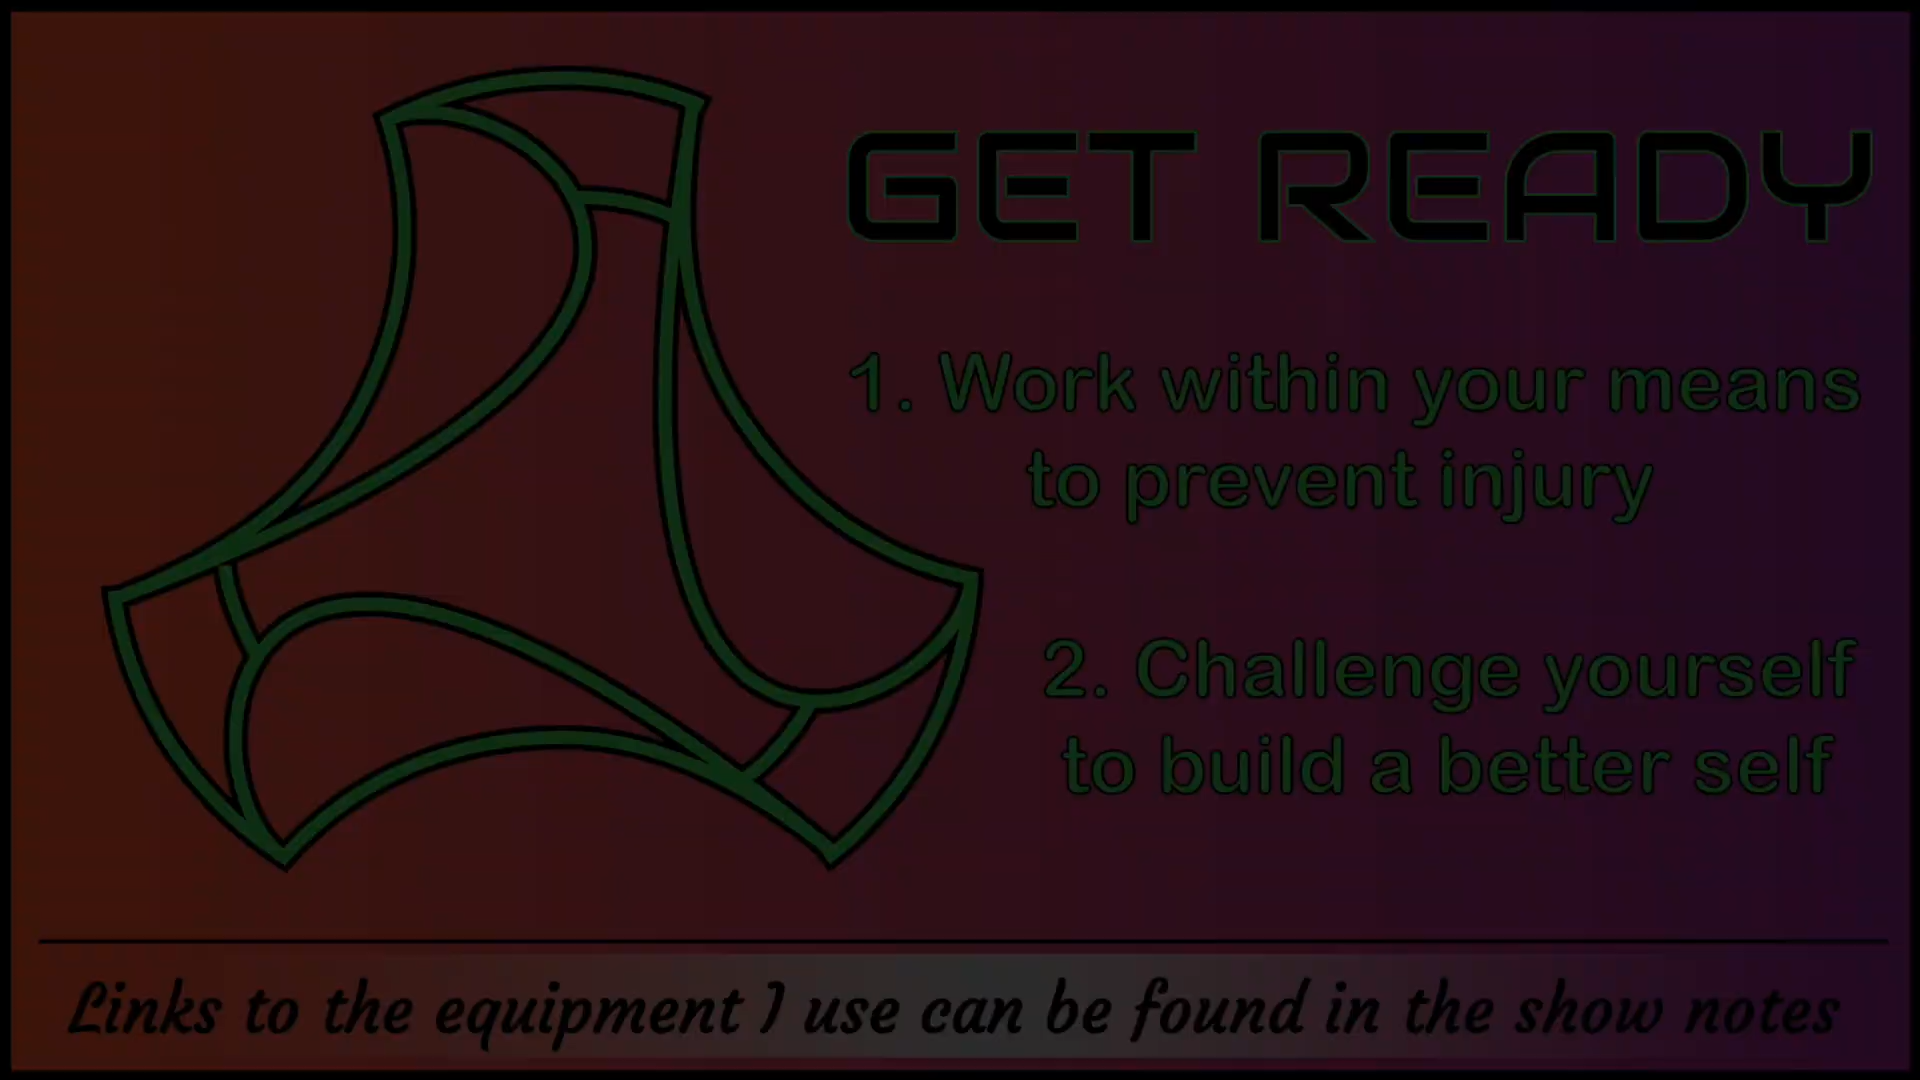 GET READY
1. Work within your means
to prevent injury
2. Challenge yourself
to build a better self
Links to the equipment I use can be found in the show notes